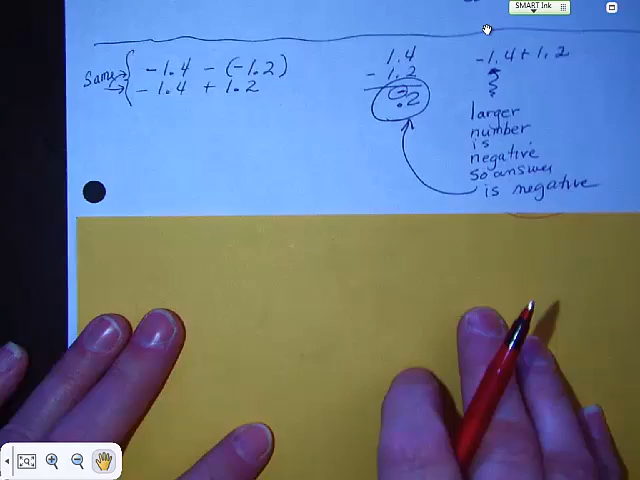 SMART Ink
Same { -1.4 - (-1.2)
-1.4 + 1.2
1.4
- 1.2
- .2
-1.4 + 1.2
larger
number
is
negative
so answer
is negative